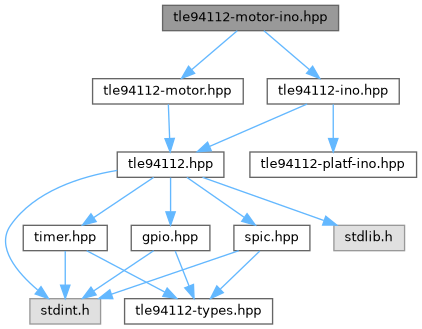 tle94112-motor-ino.hpp
tle94112-motor.hpp
tle94112-ino.hpp
tle94112.hpp
tle94112-platf-ino.hpp
timer.hpp
gpio.hpp
spic.hpp
stdlib.h
stdint.h
tle94112-types.hpp